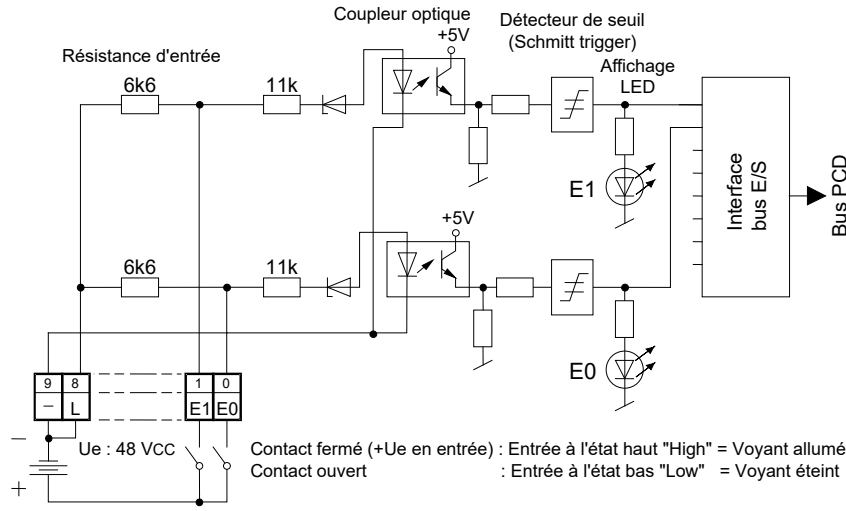 Coupleur optique
+5V
Détecteur de seuil
(Schmitt trigger)
Résistance d'entrée
Affichage
LED
6k6
11k
E1
Interface
bus E/S
Bus PCD
+5V
6k6
11k
E0
9 8 1 0
– L E1 E0
– Ue : 48 VCC
+
Contact fermé (+Ue en entrée) : Entrée à l'état haut "High" = Voyant allumé
Contact ouvert : Entrée à l'état bas "Low" = Voyant éteint